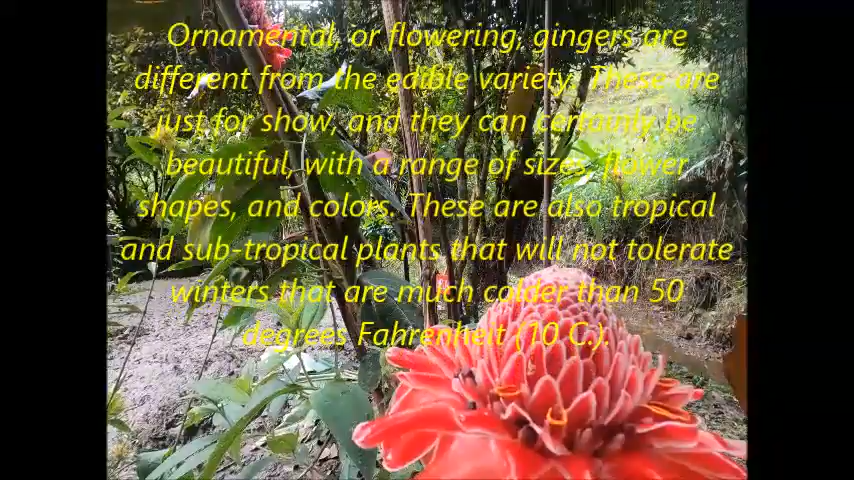 Ornamental, or flowering, gingers are
different from the edible variety. These are
just for show, and they can certainly be
beautiful, with a range of sizes, flower
shapes, and colors. These are also tropical
and sub-tropical plants that will not tolerate
winters that are much colder than 50
degrees Fahrenheit (10 C.).